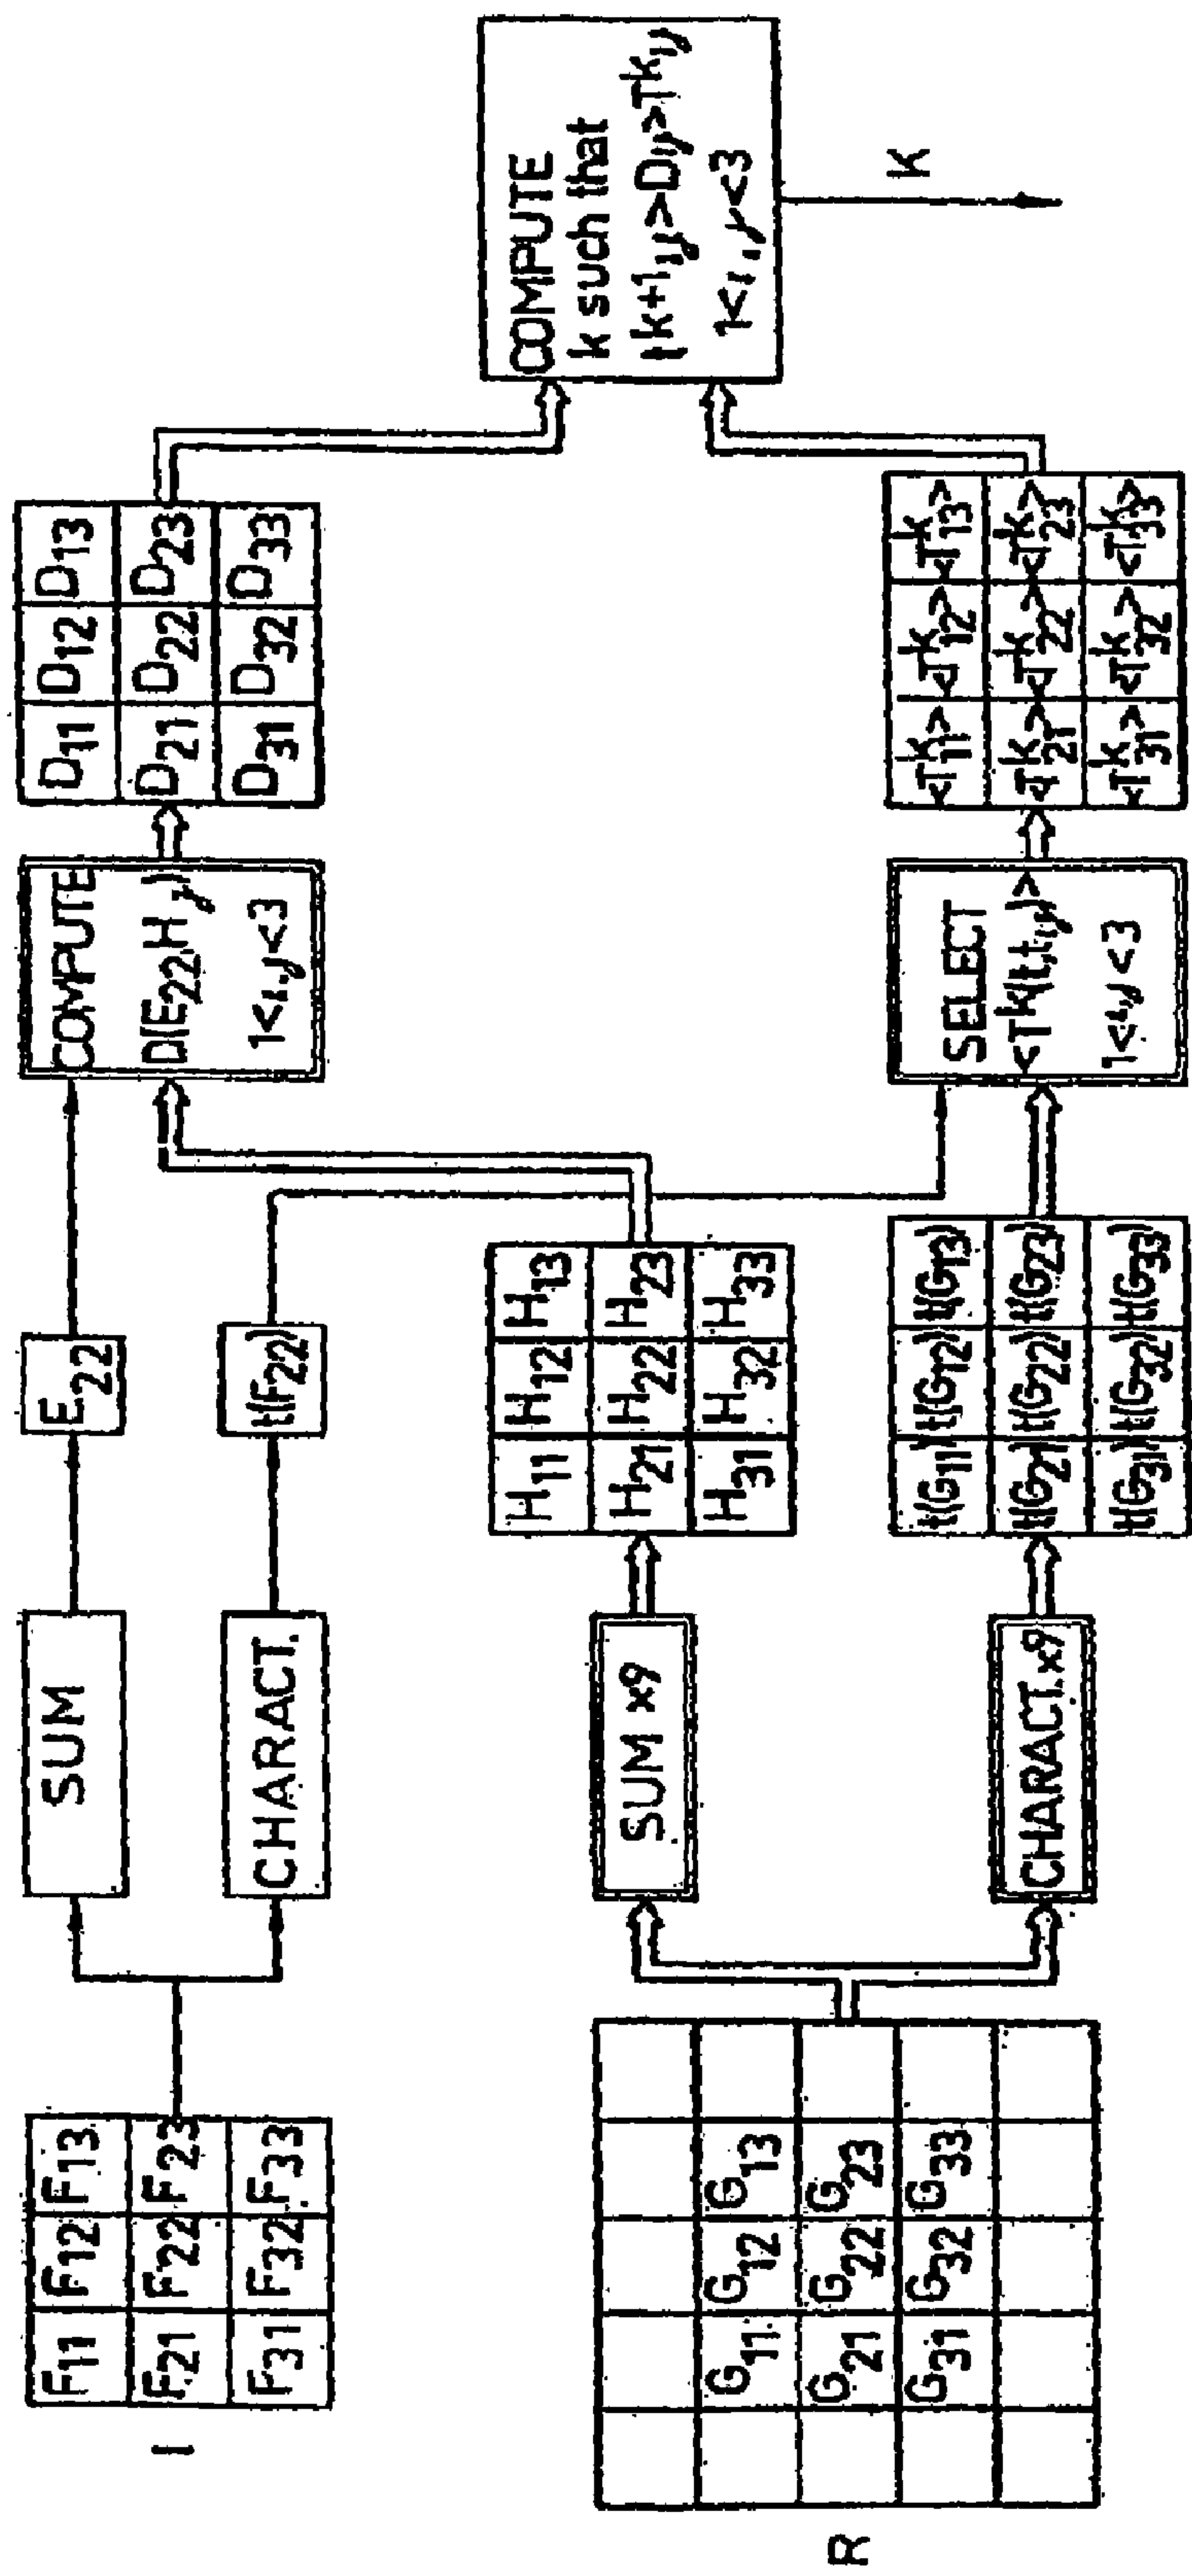 I
F11 F12 F13
F21 F22 F23
F31 F32 F33
SUM
E22
CHARACT.
t(F22)
COMPUTE
D(E22,H,j)
1<i,j<3
D11 D12 D13
D21 D22 D23
D31 D32 D33
R
G11 G12 G13
G21 G22 G23
G31 G32 G33
SUM x9
H11 H12 H13
H21 H22 H23
H31 H32 H33
CHARACT. x9
t(G11) t(G12) t(G13)
t(G21) t(G22) t(G23)
t(G31) t(G32) t(G33)
SELECT
<Tk(t,tij)>
1<i,j<3
<Tk11> <Tk12> <Tk13>
<Tk21> <Tk22> <Tk23>
<Tk31> <Tk32> <Tk33>
COMPUTE
k such that
tk+1ij>Dij>Tkij
1<i,j<3
K